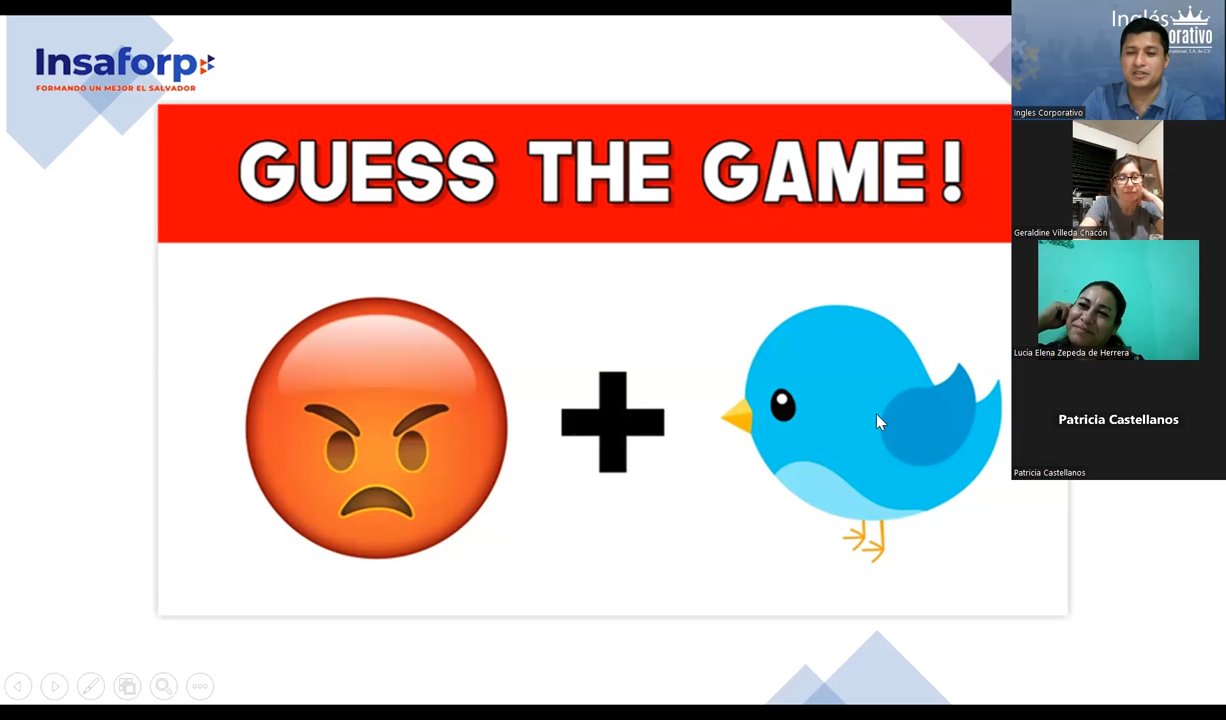 Insaforp
FORMANDO UN MEJOR EL SALVADOR
GUESS THE GAME!
Inglés
orativo
Ingles Corporativo
Geraldine Villeda Chacón
Lucia Elena Zepeda de Herrera
Patricia Castellanos
Patricia Castellanos